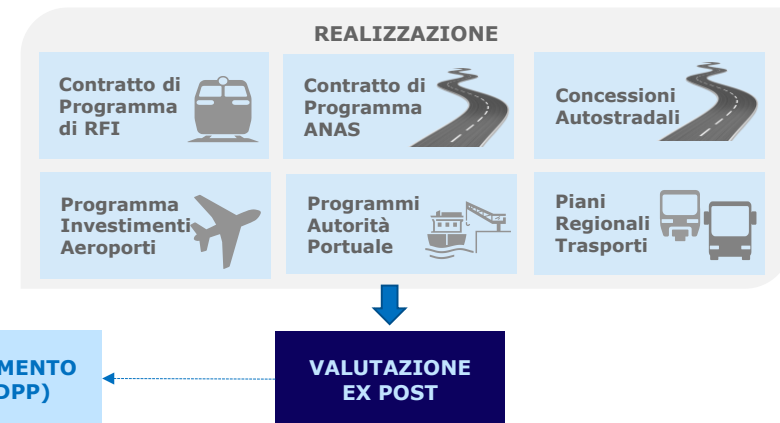 REALIZZAZIONE
Contratto di
Programma
di RFI
Contratto di
Programma
ANAS
Concessioni
Autostradali
Programma
Investimenti
Aeroporti
Programmi
Autorità
Portuale
Piani
Regionali
Trasporti
MENTO
DPP)
VALUTAZIONE
EX POST